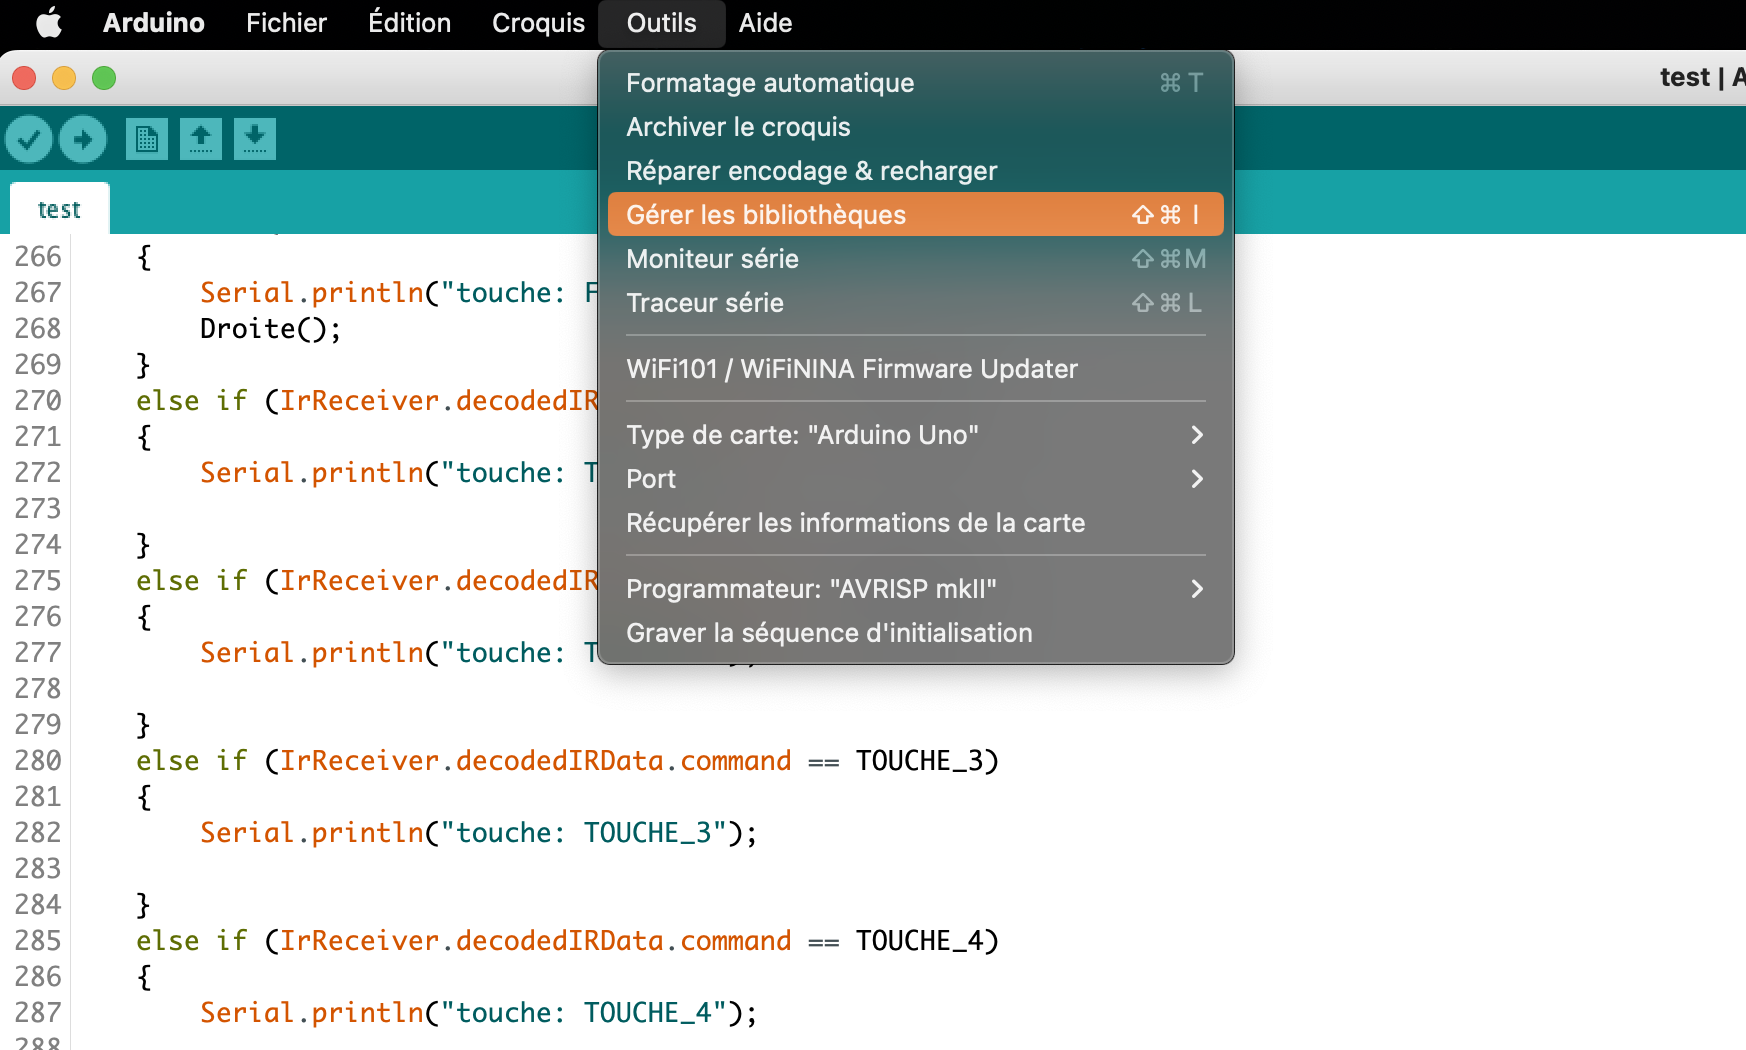 Arduino Fichier Édition Croquis Outils Aide
test | A
Formatage automatique ⌘ T
Archiver le croquis
Réparer encodage & recharger
Gérer les bibliothèques ⇧⌘ I
Moniteur série ⇧⌘M
Traceur série ⇧⌘ L
WiFi101 / WiFiNINA Firmware Updater
Type de carte: "Arduino Uno"
Port
Récupérer les informations de la carte
Programmateur: "AVRISP mkII"
Graver la séquence d'initialisation
test
266 {
267 Serial.println("touche: F
268 Droite();
269 }
270 else if (IrReceiver.decodedIR
271 {
272 Serial.println("touche: T
273
274 }
275 else if (IrReceiver.decodedIR
276 {
277 Serial.println("touche: T
278
279 }
280 else if (IrReceiver.decodedIRData.command == TOUCHE_3)
281 {
282 Serial.println("touche: TOUCHE_3");
283
284 }
285 else if (IrReceiver.decodedIRData.command == TOUCHE_4)
286 {
287 Serial.println("touche: TOUCHE_4");
288